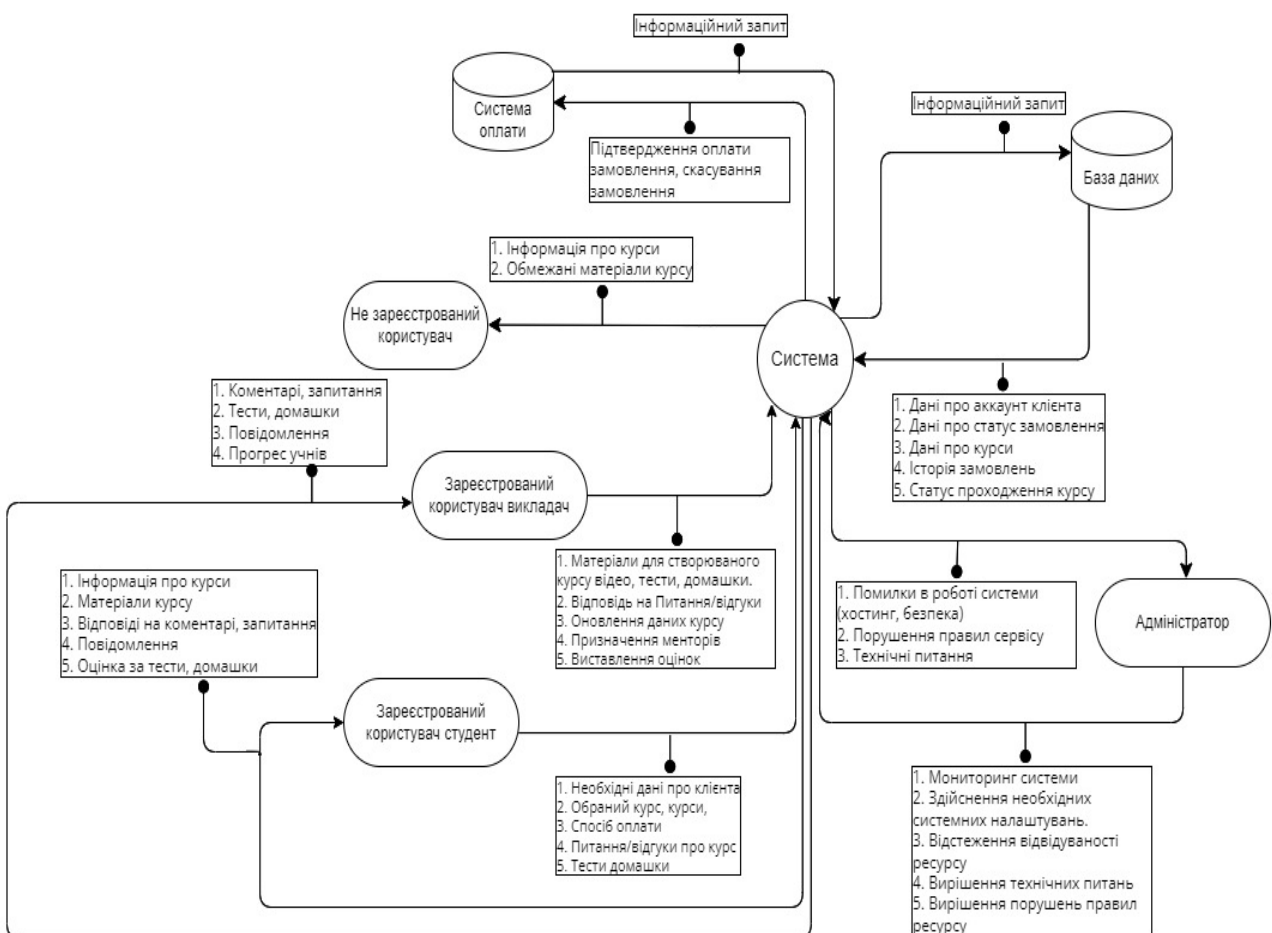 Інформаційний запит
Система
оплати
Інформаційний запит
Підтвердження оплати
замовлення, скасування
замовлення
База даних
1. Інформація про курси
2. Обмежані матеріали курсу
Не зареєстрований
користувач
Система
1. Коментарі, запитання
2. Тести, домашки
3. Повідомлення
4. Прогрес учнів
1. Дані про аккаунт клієнта
2. Дані про статус замовлення
3. Дані про курси
4. Історія замовлень
5. Статус проходження курсу
Зареєстрований
користувач викладач
1. Матеріали для створюваного
курсу відео, тести, домашки.
2. Відповідь на Питання/відгуки
3. Оновлення даних курсу
4. Призначення менторів
5. Виставлення оцінок
1. Помилки в роботі системи
(хостинг, безпека)
2. Порушення правил сервісу
3. Технічні питання
Адміністратор
1. Інформація про курси
2. Матеріали курсу
3. Відповіді на коментарі, запитання
4. Повідомлення
5. Оцінка за тести, домашки
Зареєстрований
користувач студент
1. Необхідні дані про клієнта
2. Обраний курс, курси,
3. Спосіб оплати
4. Питання/відгуки про курс
5. Тести домашки
1. Мониторинг системи
2. Здійснення необхідних
системних налаштувань.
3. Відстеження відвідуваності
ресурсу
4. Вирішення технічних питань
5. Вирішення порушень правил
ресурсу